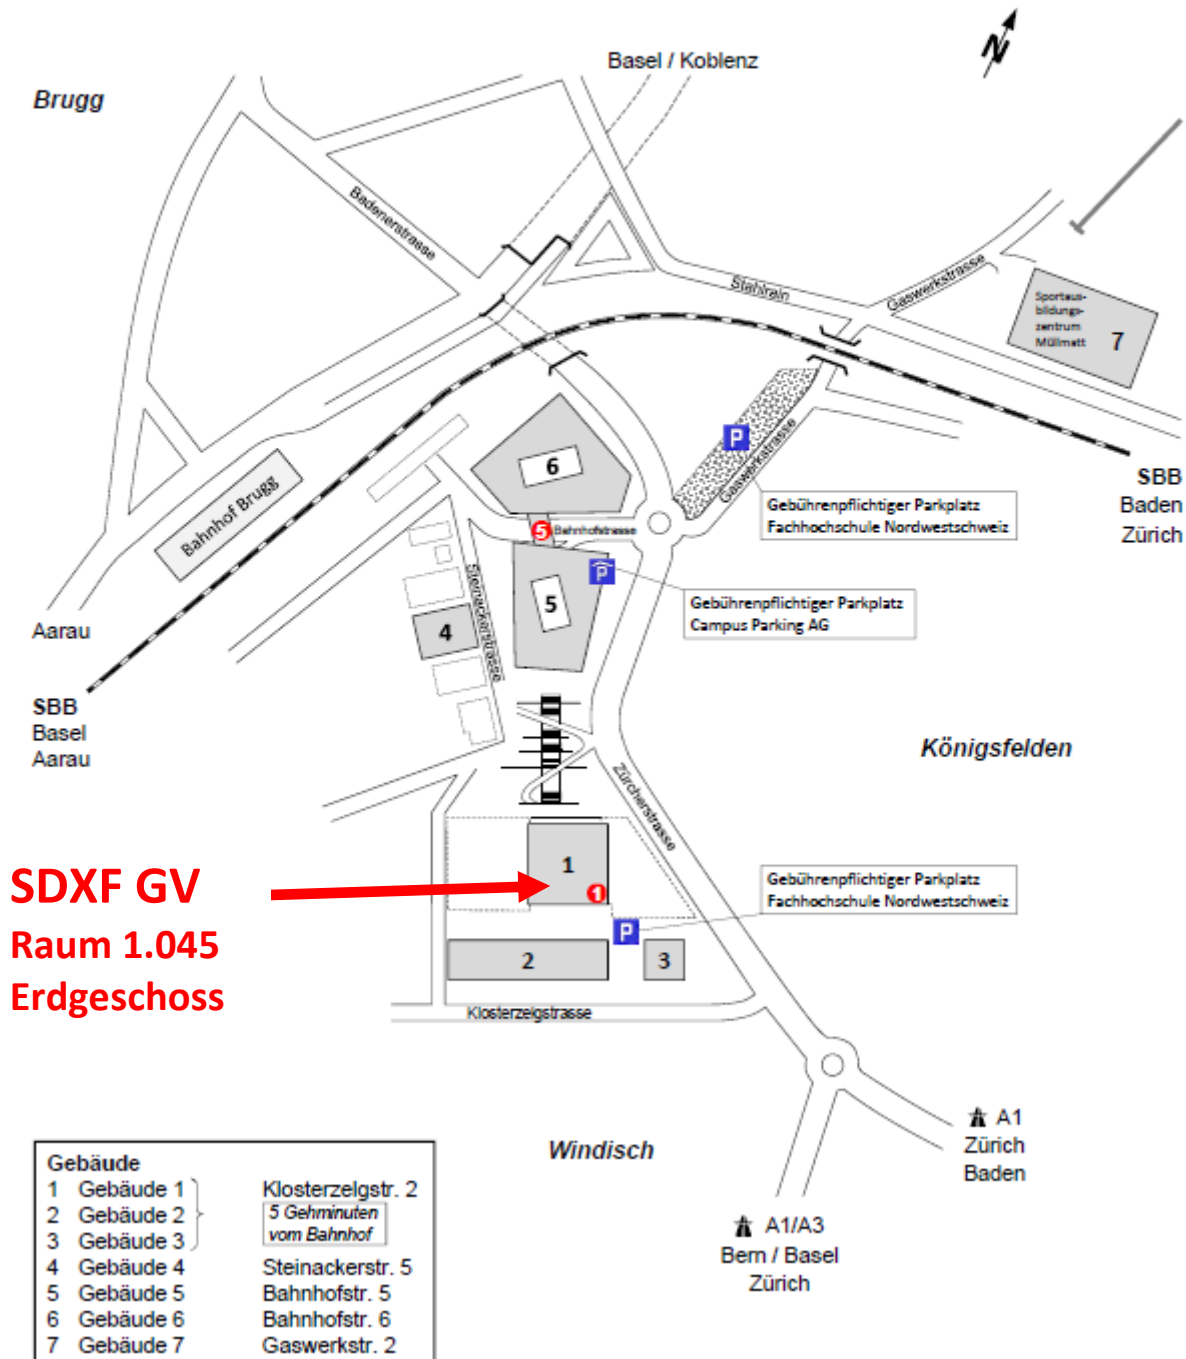 N
Basel / Koblenz
Brugg
Badenerstrasse
Stahlrein
Gaswerkstrasse
Sportaus-
bildungs-
zentrum
Müllmatt
7
P
Gaswerkstrasse
6
SBB
Baden
Zürich
Gebührenpflichtiger Parkplatz
Fachhochschule Nordwestschweiz
Bahnhof Brugg
5
Bahnhofstrasse
P
Steinackerstrasse
5
4
Gebührenpflichtiger Parkplatz
Campus Parking AG
Aarau
SBB
Basel
Aarau
Königsfelden
Zürcherstrasse
SDXF GV
Raum 1.045
Erdgeschoss
1
1
Gebührenpflichtiger Parkplatz
Fachhochschule Nordwestschweiz
P
2
3
Klosterzelgstrasse
Windisch
A1
Zürich
Baden
A1/A3
Bern / Basel
Zürich
Gebäude
1 Gebäude 1 Klosterzelgstr. 2
2 Gebäude 2 5 Gehminuten
3 Gebäude 3 vom Bahnhof
4 Gebäude 4 Steinackerstr. 5
5 Gebäude 5 Bahnhofstr. 5
6 Gebäude 6 Bahnhofstr. 6
7 Gebäude 7 Gaswerkstr. 2